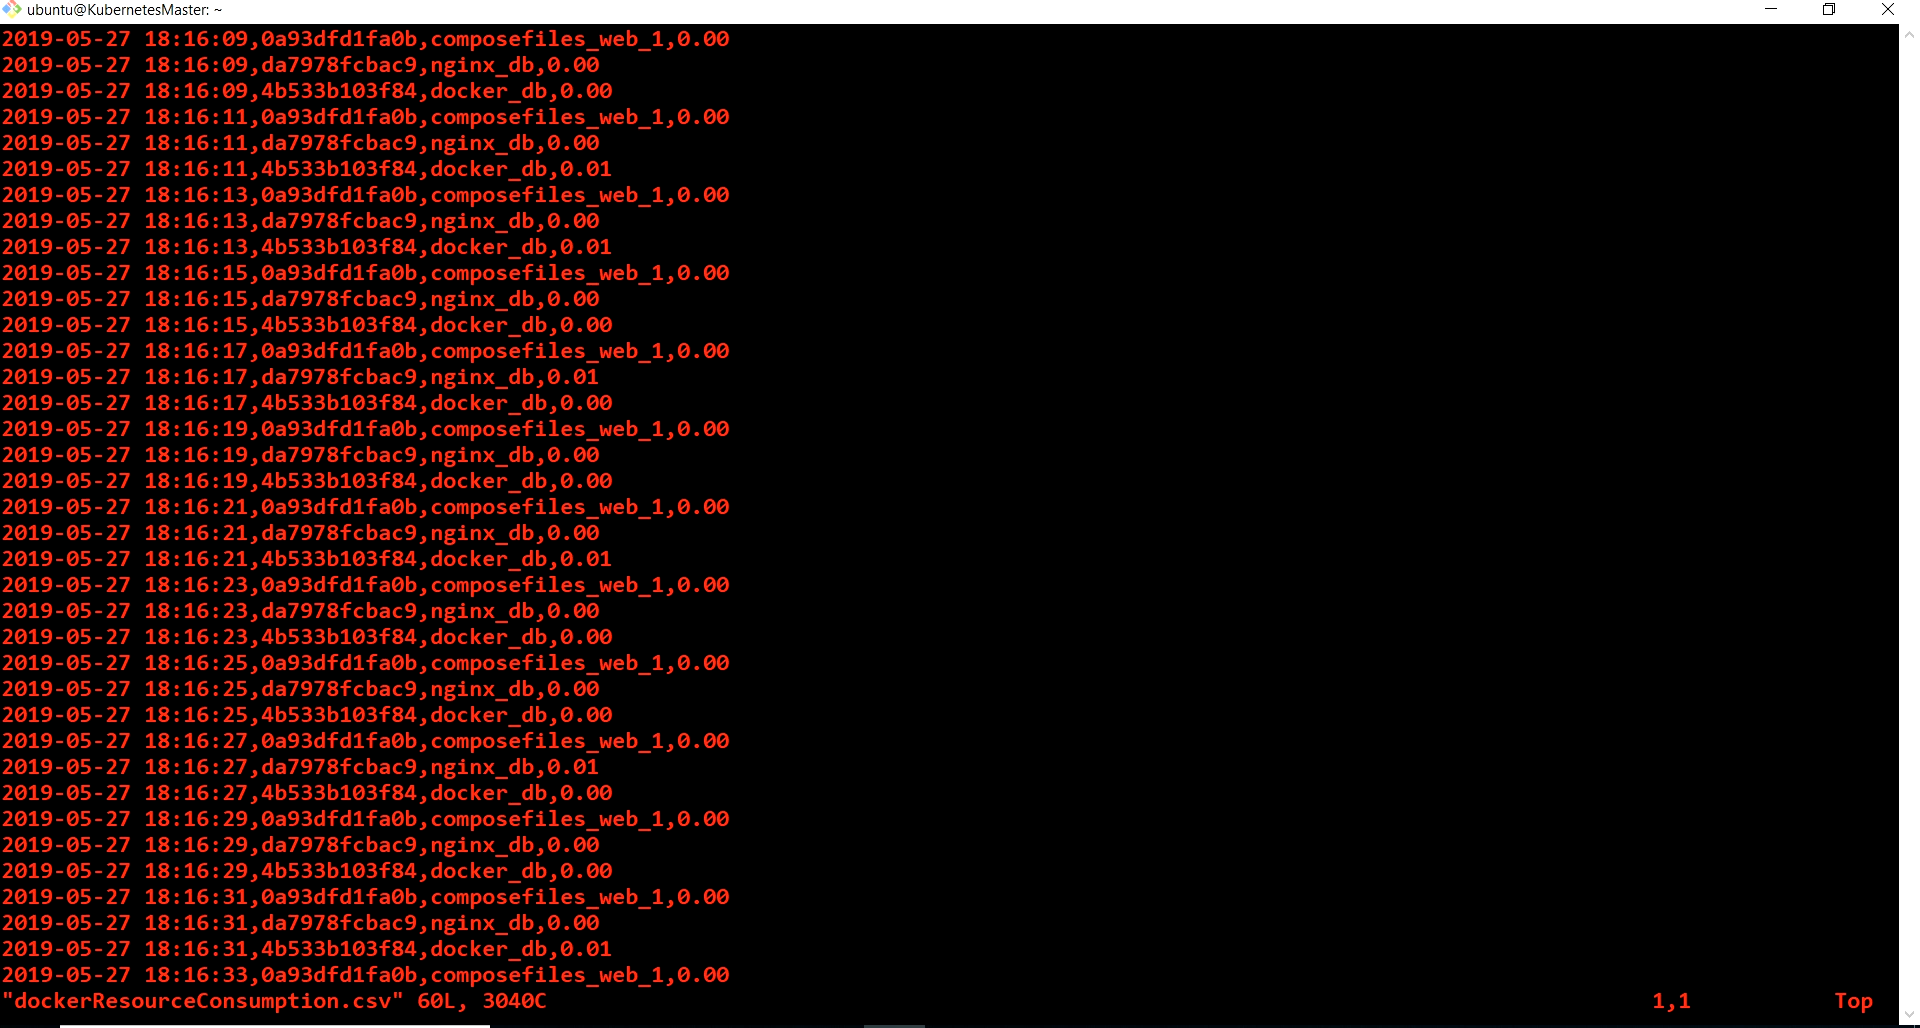 ubuntu@KubernetesMaster: ~
2019-05-27 18:16:09,0a93dfd1fa0b,composefiles_web_1,0.00
2019-05-27 18:16:09,da7978fcbac9,nginx_db,0.00
2019-05-27 18:16:09,4b533b103f84,docker_db,0.00
2019-05-27 18:16:11,0a93dfd1fa0b,composefiles_web_1,0.00
2019-05-27 18:16:11,da7978fcbac9,nginx_db,0.00
2019-05-27 18:16:11,4b533b103f84,docker_db,0.01
2019-05-27 18:16:13,0a93dfd1fa0b,composefiles_web_1,0.00
2019-05-27 18:16:13,da7978fcbac9,nginx_db,0.00
2019-05-27 18:16:13,4b533b103f84,docker_db,0.01
2019-05-27 18:16:15,0a93dfd1fa0b,composefiles_web_1,0.00
2019-05-27 18:16:15,da7978fcbac9,nginx_db,0.00
2019-05-27 18:16:15,4b533b103f84,docker_db,0.00
2019-05-27 18:16:17,0a93dfd1fa0b,composefiles_web_1,0.00
2019-05-27 18:16:17,da7978fcbac9,nginx_db,0.01
2019-05-27 18:16:17,4b533b103f84,docker_db,0.00
2019-05-27 18:16:19,0a93dfd1fa0b,composefiles_web_1,0.00
2019-05-27 18:16:19,da7978fcbac9,nginx_db,0.00
2019-05-27 18:16:19,4b533b103f84,docker_db,0.00
2019-05-27 18:16:21,0a93dfd1fa0b,composefiles_web_1,0.00
2019-05-27 18:16:21,da7978fcbac9,nginx_db,0.00
2019-05-27 18:16:21,4b533b103f84,docker_db,0.01
2019-05-27 18:16:23,0a93dfd1fa0b,composefiles_web_1,0.00
2019-05-27 18:16:23,da7978fcbac9,nginx_db,0.00
2019-05-27 18:16:23,4b533b103f84,docker_db,0.00
2019-05-27 18:16:25,0a93dfd1fa0b,composefiles_web_1,0.00
2019-05-27 18:16:25,da7978fcbac9,nginx_db,0.00
2019-05-27 18:16:25,4b533b103f84,docker_db,0.00
2019-05-27 18:16:27,0a93dfd1fa0b,composefiles_web_1,0.00
2019-05-27 18:16:27,da7978fcbac9,nginx_db,0.01
2019-05-27 18:16:27,4b533b103f84,docker_db,0.00
2019-05-27 18:16:29,0a93dfd1fa0b,composefiles_web_1,0.00
2019-05-27 18:16:29,da7978fcbac9,nginx_db,0.00
2019-05-27 18:16:29,4b533b103f84,docker_db,0.00
2019-05-27 18:16:31,0a93dfd1fa0b,composefiles_web_1,0.00
2019-05-27 18:16:31,da7978fcbac9,nginx_db,0.00
2019-05-27 18:16:31,4b533b103f84,docker_db,0.01
2019-05-27 18:16:33,0a93dfd1fa0b,composefiles_web_1,0.00
"dockerResourceConsumption.csv" 60L, 3040C 1,1 Top